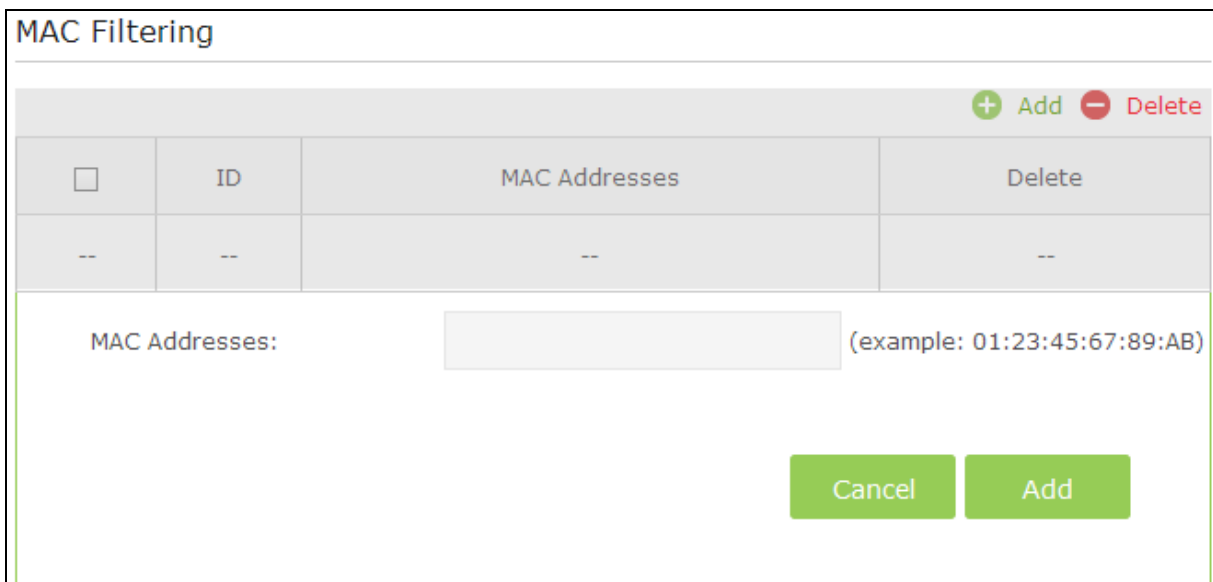 MAC Filtering
Add Delete
ID MAC Addresses Delete
-- -- -- --
MAC Addresses: (example: 01:23:45:67:89:AB)
Cancel Add